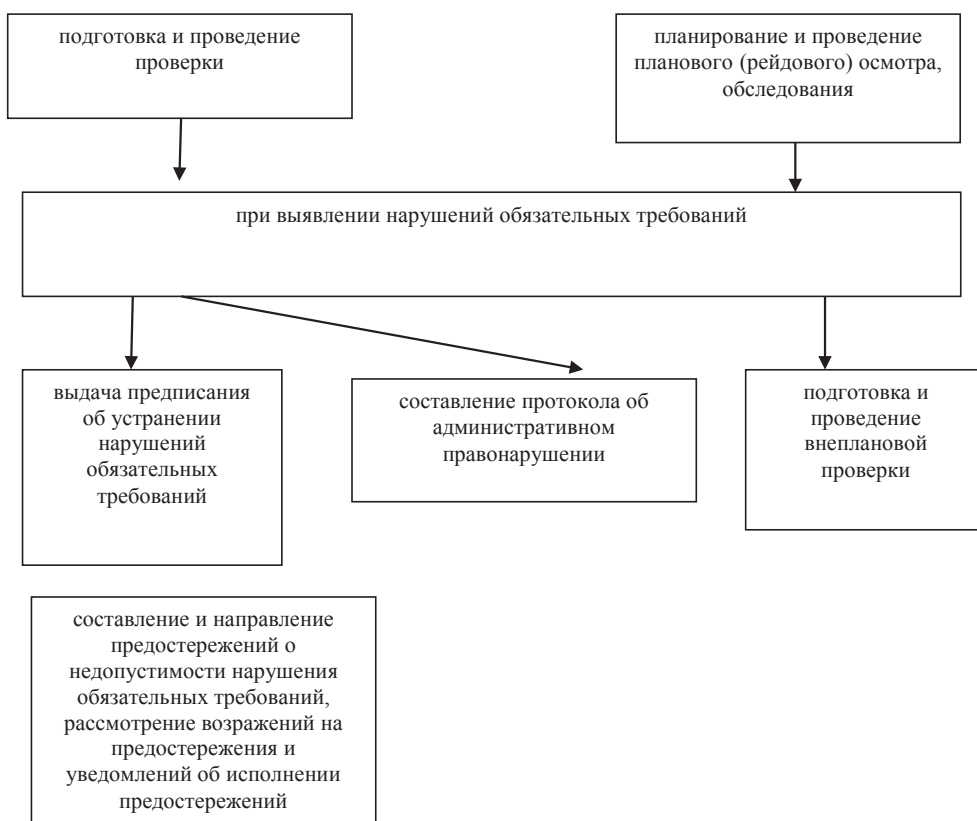 подготовка и проведение
проверки
планирование и проведение
планового (рейдового) осмотра,
обследования
при выявлении нарушений обязательных требований
выдача предписания
об устранении
нарушений
обязательных
требований
составление протокола об
административном
правонарушении
подготовка и
проведение
внеплановой
проверки
составление и направление
предостережений о
недопустимости нарушения
обязательных требований,
рассмотрение возражений на
предостережения и
уведомлений об исполнении
предостережений